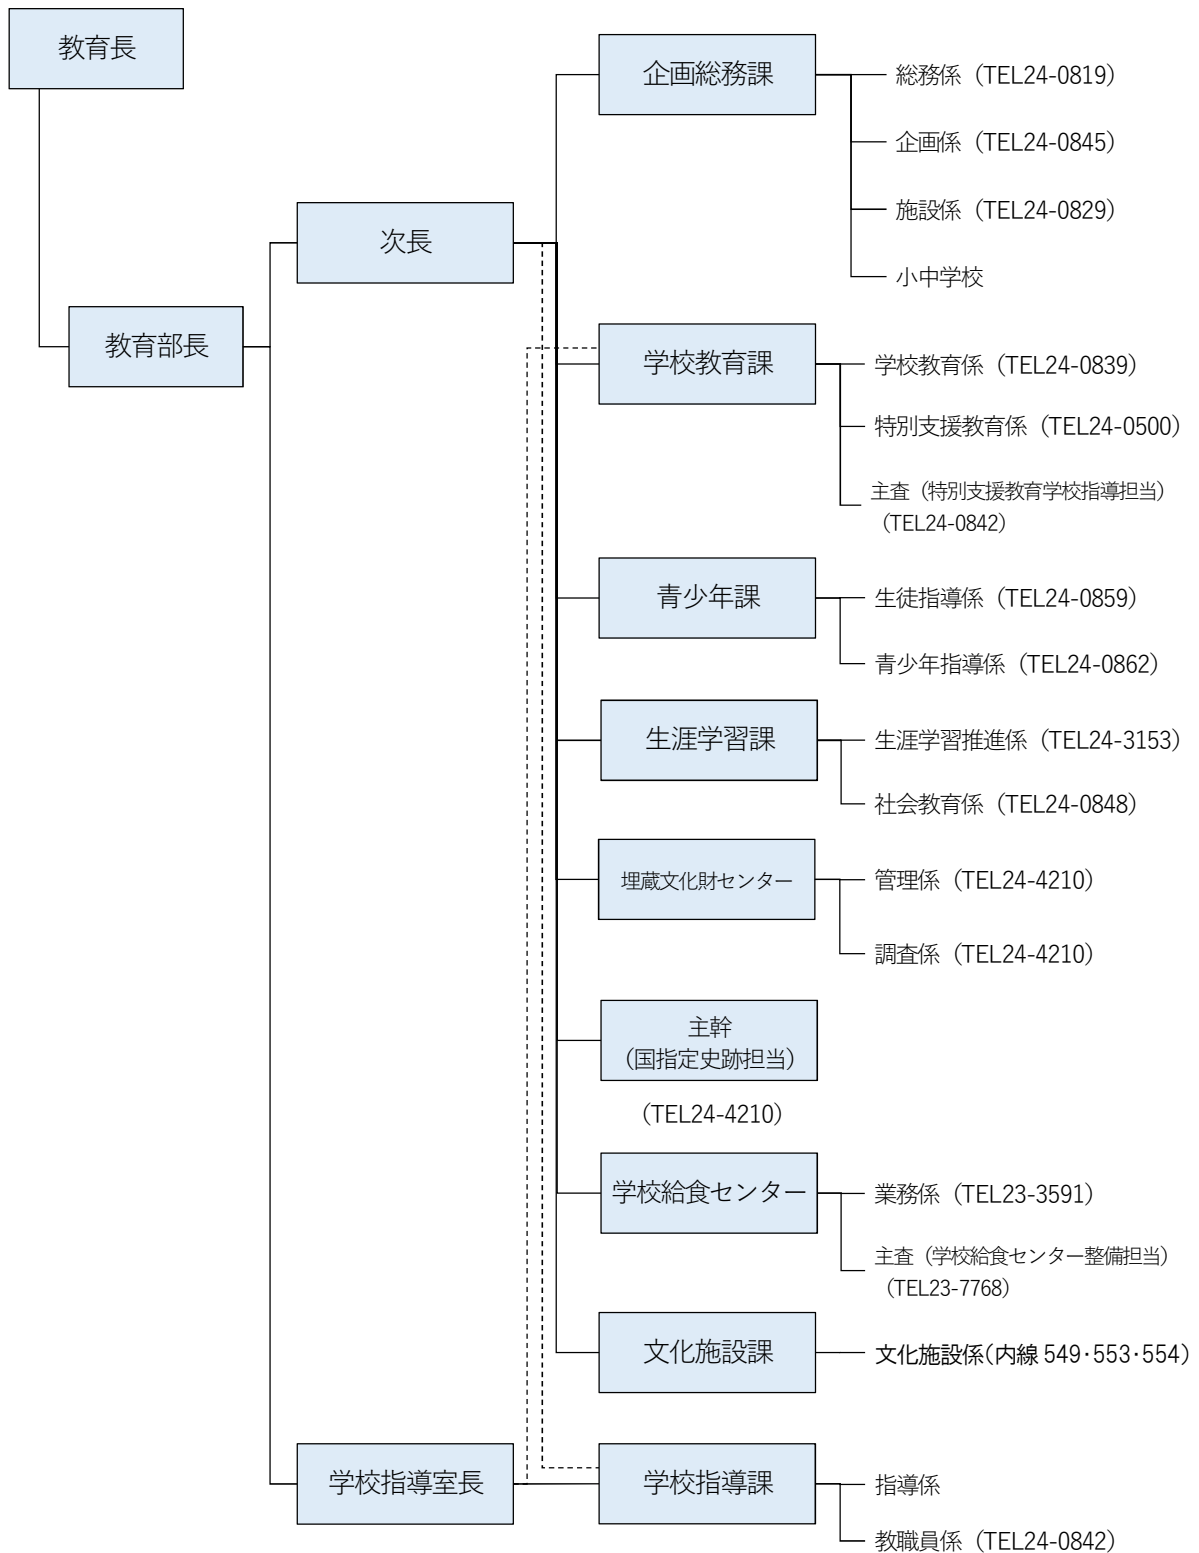 教育長
教育部長
次長
企画総務課
総務係（TEL24-0819）
企画係（TEL24-0845）
施設係（TEL24-0829）
小中学校
学校教育課
学校教育係（TEL24-0839）
特別支援教育係（TEL24-0500）
主査（特別支援教育学校指導担当）
（TEL24-0842）
青少年課
生徒指導係（TEL24-0859）
青少年指導係（TEL24-0862）
生涯学習課
生涯学習推進係（TEL24-3153）
社会教育係（TEL24-0848）
埋蔵文化財センター
管理係（TEL24-4210）
調査係（TEL24-4210）
主幹
（国指定史跡担当）
（TEL24-4210）
学校給食センター
業務係（TEL23-3591）
主査（学校給食センター整備担当）
（TEL23-7768）
文化施設課
文化施設係（内線 549・553・554）
学校指導室長
学校指導課
指導係
教職員係（TEL24-0842）